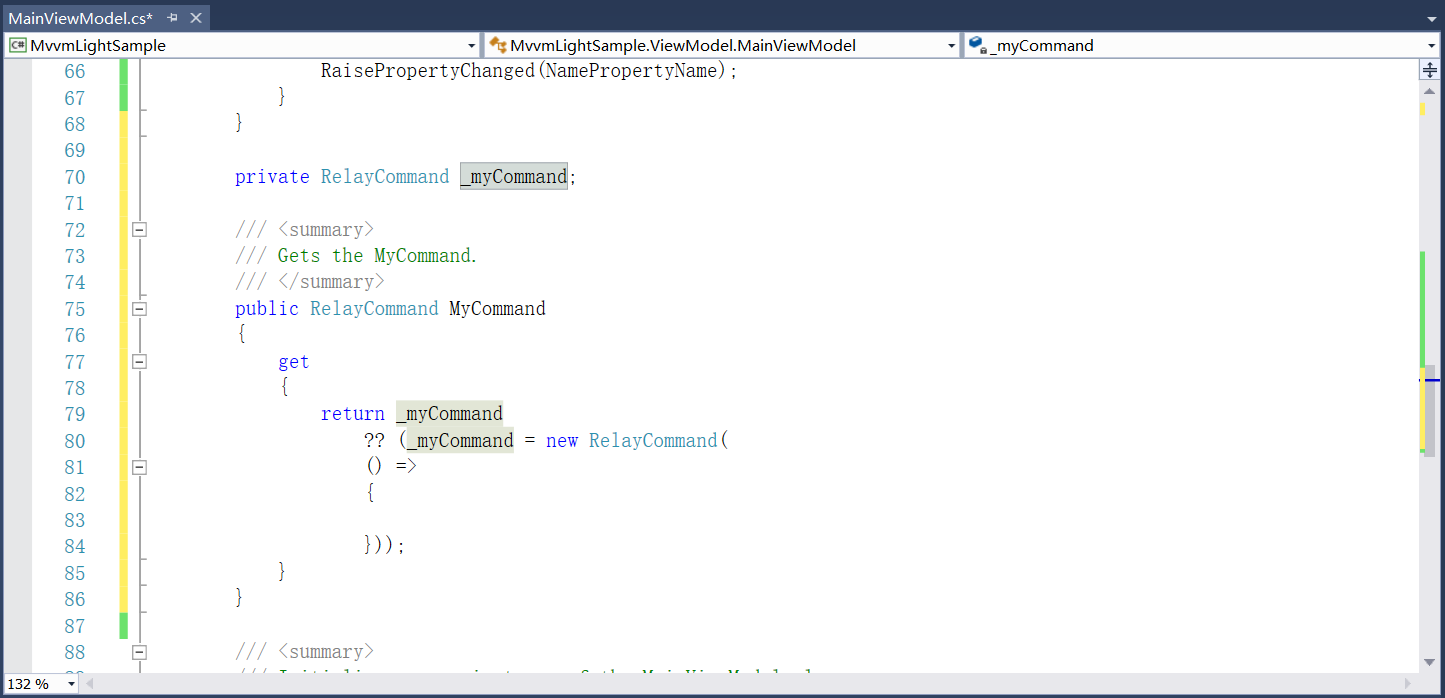 MainViewModel.cs*
C# MvvmLightSample
MvvmLightSample.ViewModel.MainViewModel
_myCommand
66 RaisePropertyChanged(NamePropertyName);
67 }
68 }
69
70 private RelayCommand _myCommand;
71
72 /// <summary>
73 /// Gets the MyCommand.
74 /// </summary>
75 public RelayCommand MyCommand
76 {
77 get
78 {
79 return _myCommand
80 ?? (_myCommand = new RelayCommand(
81 () =>
82 {
83
84 }));
85 }
86 }
87
88 /// <summary>
132 %